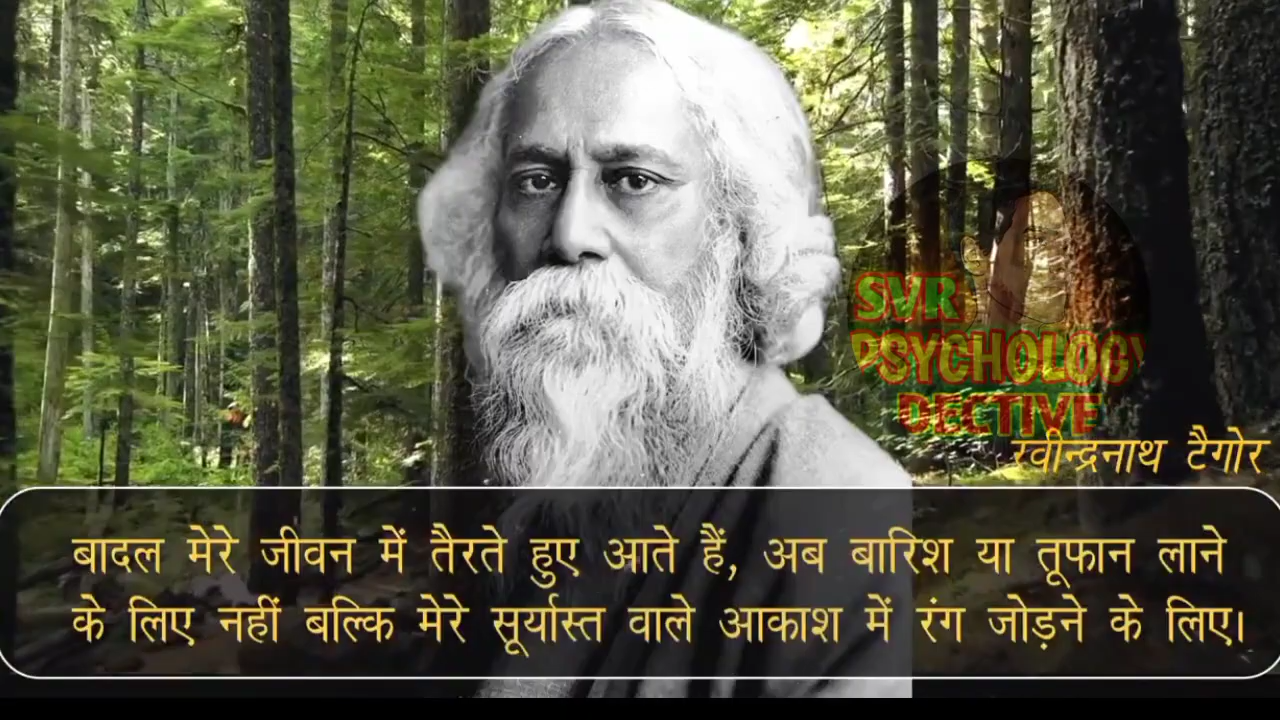 SVR
PSYCHOLOGY
DECTIVE
रवीन्द्रनाथ टैगोर
बादल मेरे जीवन में तैरते हुए आते हैं, अब बारिश या तूफान लाने
के लिए नहीं बल्कि मेरे सूर्यास्त वाले आकाश में रंग जोड़ने के लिए।